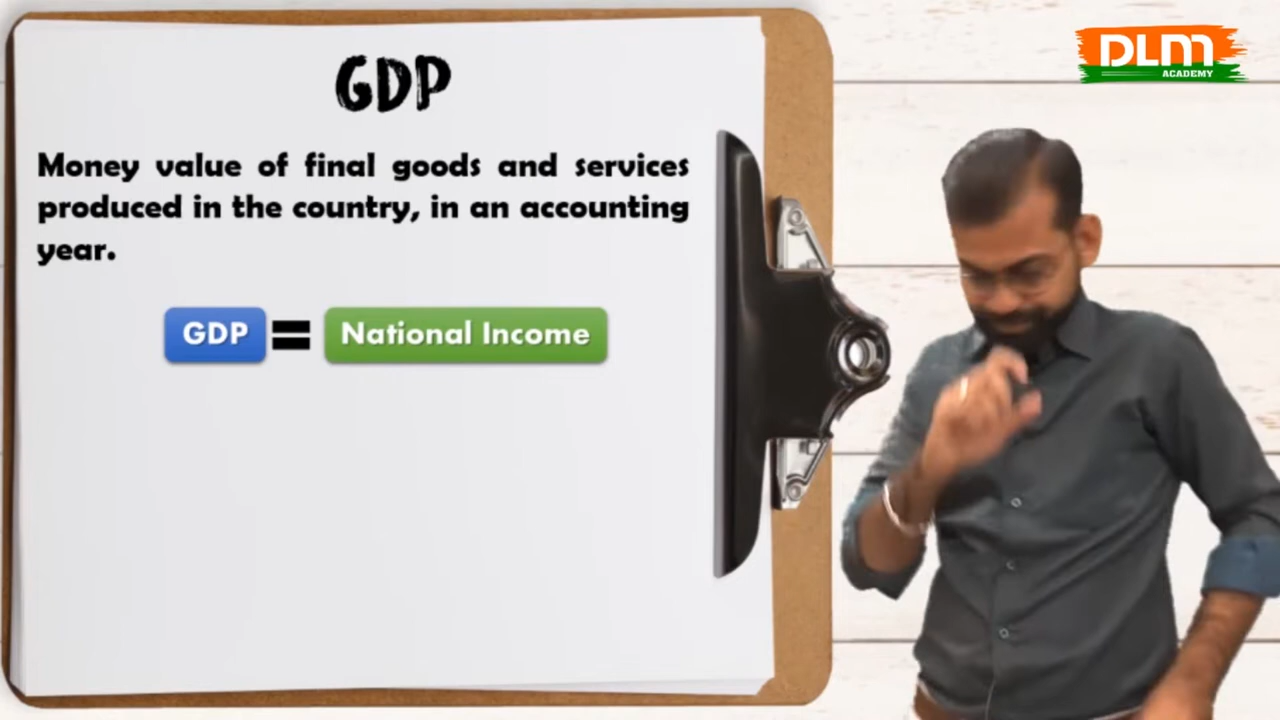 GDP
Money value of final goods and services
produced in the country, in an accounting
year.
GDP = National Income
DLM
ACADEMY